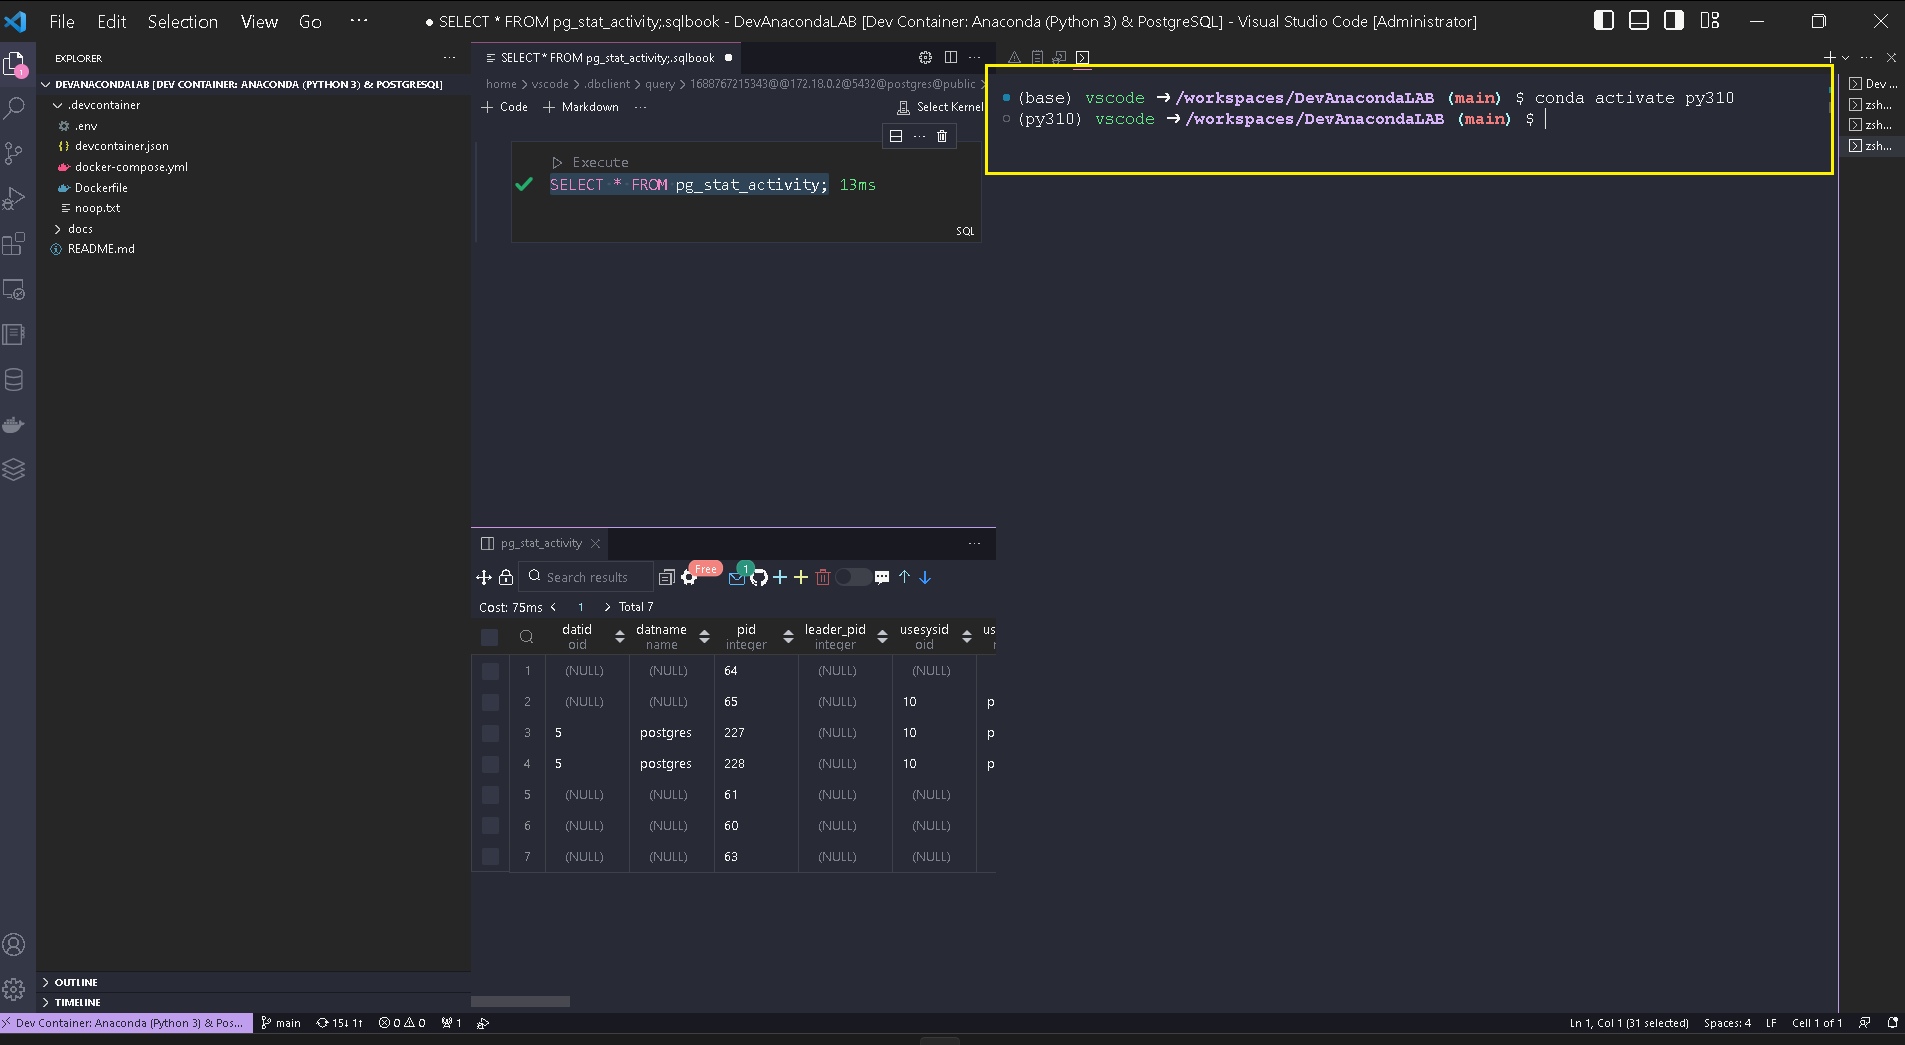 File Edit Selection View Go ··· ● SELECT * FROM pg_stat_activity;.sqlbook - DevAnacondaLAB [Dev Container: Anaconda (Python 3) & PostgreSQL] - Visual Studio Code [Administrator]
EXPLORER
1
DEVANACONDALAB [DEV CONTAINER: ANACONDA (PYTHON 3) & POSTGRESQL]
.devcontainer
.env
{} devcontainer.json
docker-compose.yml
Dockerfile
noop.txt
docs
README.md
OUTLINE
TIMELINE
SELECT * FROM pg_stat_activity;.sqlbook ●
home > vscode > .dbclient > query > 1688767215343@@172.18.0.2@5432@postgres@public >
+ Code + Markdown ··· Select Kernel
Execute
SELECT * FROM pg_stat_activity; 13ms
SQL
pg_stat_activity
Search results Free 1
Cost: 75ms < 1 > Total 7
datid datname pid leader_pid usesysid us
oid name integer integer oid
1 (NULL) (NULL) 64 (NULL) (NULL)
2 (NULL) (NULL) 65 (NULL) 10 p
3 5 postgres 227 (NULL) 10 p
4 5 postgres 228 (NULL) 10 p
5 (NULL) (NULL) 61 (NULL) (NULL)
6 (NULL) (NULL) 60 (NULL) (NULL)
7 (NULL) (NULL) 63 (NULL) (NULL)
(base) vscode ➜ /workspaces/DevAnacondaLAB (main) $ conda activate py310
(py310) vscode ➜ /workspaces/DevAnacondaLAB (main) $
Dev ...
zsh...
zsh...
zsh...
Dev Container: Anaconda (Python 3) & Pos... main 15↓ 1↑ 0 0 1 Ln 1, Col 1 (31 selected) Spaces: 4 LF Cell 1 of 1